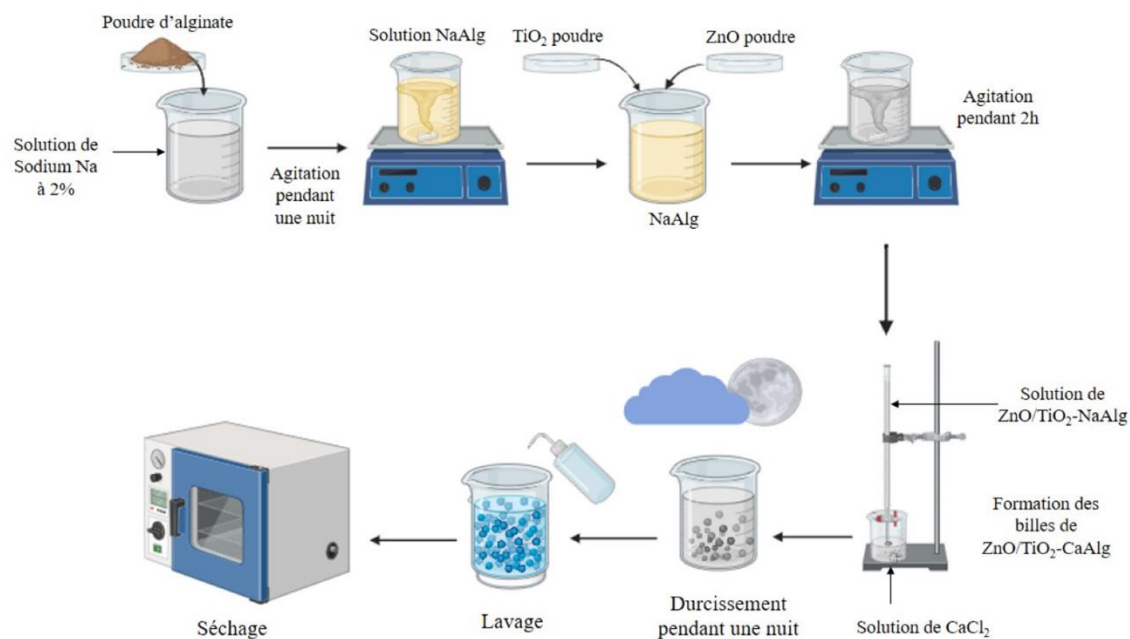 Poudre d’alginate
Solution de
Sodium Na
à 2%
Agitation
pendant
une nuit
Solution NaAlg
TiO₂ poudre
ZnO poudre
NaAlg
Agitation
pendant 2h
Solution de
ZnO/TiO₂-NaAlg
Formation des
billes de
ZnO/TiO₂-CaAlg
Solution de CaCl₂
Durcissement
pendant une nuit
Lavage
Séchage